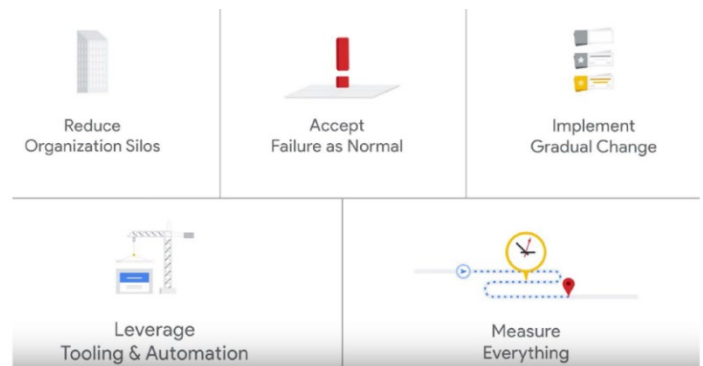 Reduce
Organization Silos
Accept
Failure as Normal
Implement
Gradual Change
Leverage
Tooling & Automation
Measure
Everything